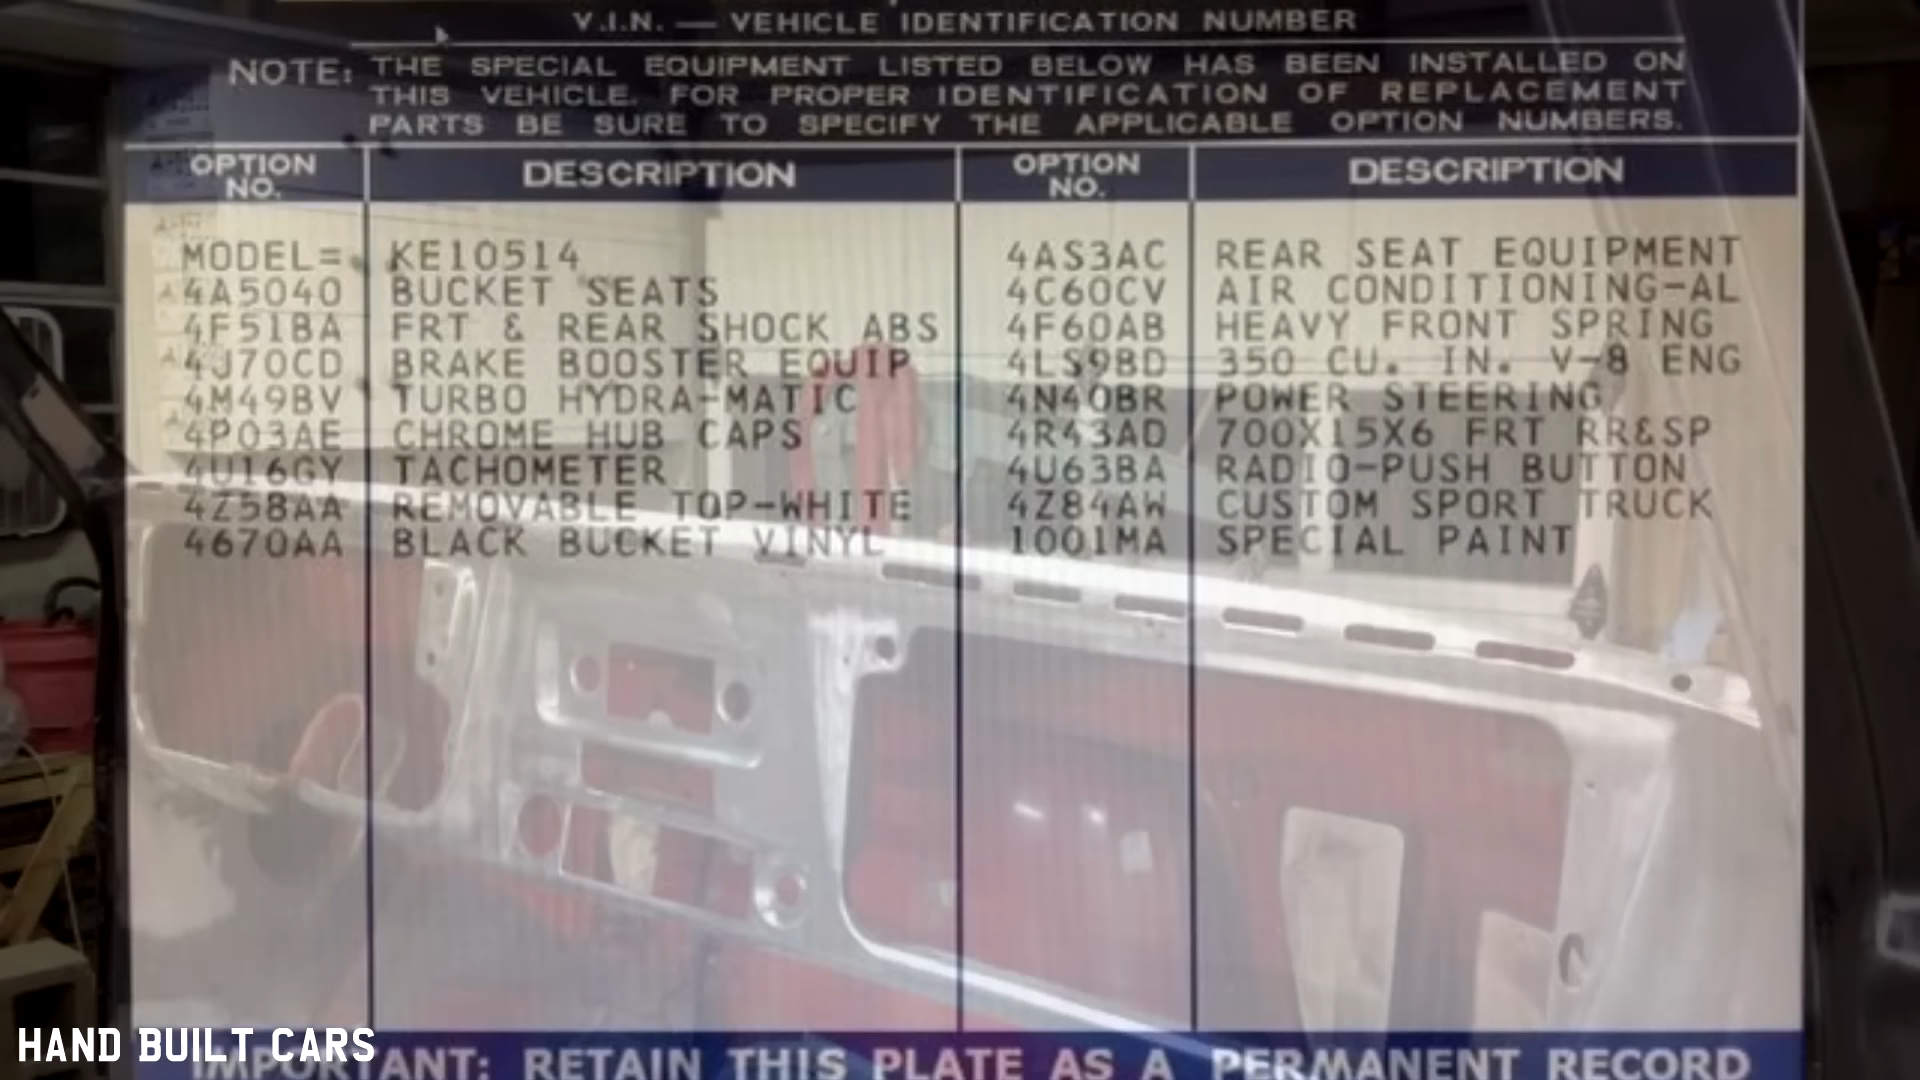 V.I.N. — VEHICLE IDENTIFICATION NUMBER
NOTE: THE SPECIAL EQUIPMENT LISTED BELOW HAS BEEN INSTALLED ON
THIS VEHICLE. FOR PROPER IDENTIFICATION OF REPLACEMENT
PARTS BE SURE TO SPECIFY THE APPLICABLE OPTION NUMBERS.
OPTION NO. DESCRIPTION OPTION NO. DESCRIPTION
MODEL= KE10514 4AS3AC REAR SEAT EQUIPMENT
4A5040 BUCKET SEATS 4C60CV AIR CONDITIONING-AL
4F51BA FRT & REAR SHOCK ABS 4F60AB HEAVY FRONT SPRING
4J70CD BRAKE BOOSTER EQUIP 4LS9BD 350 CU. IN. V-8 ENG
4M49BV TURBO HYDRA-MATIC 4N40BR POWER STEERING
4P03AE CHROME HUB CAPS 4R43AD 700X15X6 FRT RR&SP
4U16GY TACHOMETER 4U63BA RADIO-PUSH BUTTON
4Z58AA REMOVABLE TOP-WHITE 4Z84AW CUSTOM SPORT TRUCK
4670AA BLACK BUCKET VINYL 1001MA SPECIAL PAINT
HAND BUILT CARS
IMPORTANT: RETAIN THIS PLATE AS A PERMANENT RECORD